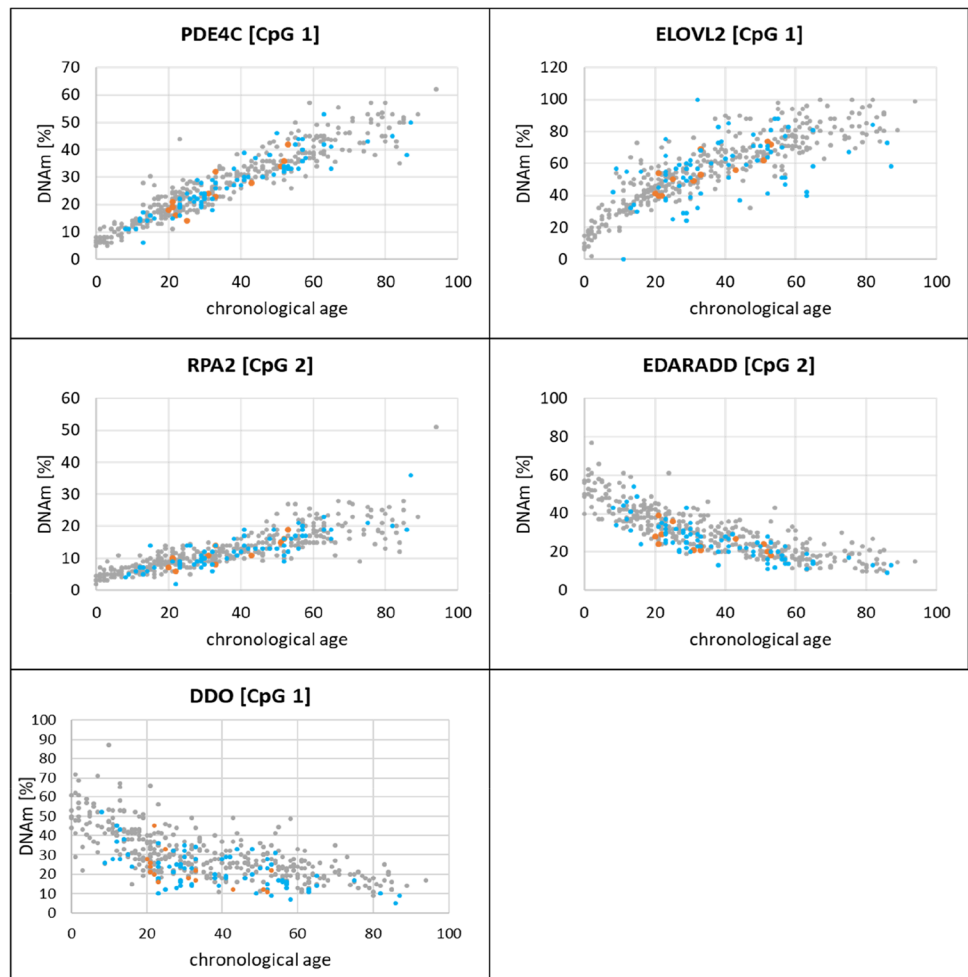 PDE4C [CpG 1]
DNAm [%]
70
60
50
40
30
20
10
0
0 20 40 60 80 100
chronological age
ELOVL2 [CpG 1]
DNAm [%]
120
100
80
60
40
20
0
0 20 40 60 80 100
chronological age
RPA2 [CpG 2]
DNAm [%]
60
50
40
30
20
10
0
0 20 40 60 80 100
chronological age
EDARADD [CpG 2]
DNAm [%]
100
80
60
40
20
0
0 20 40 60 80 100
chronological age
DDO [CpG 1]
DNAm [%]
100
90
80
70
60
50
40
30
20
10
0
0 20 40 60 80 100
chronological age